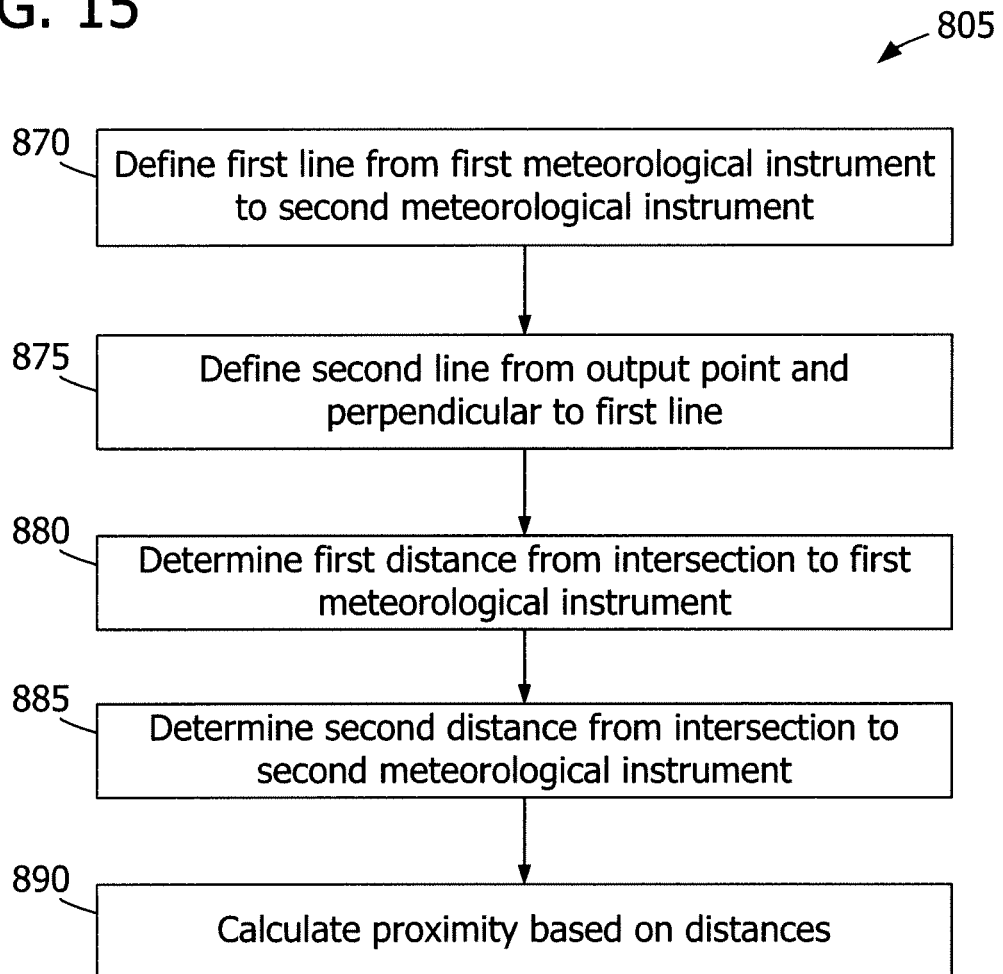 G. 15
805
870
Define first line from first meteorological instrument
to second meteorological instrument
875
Define second line from output point and
perpendicular to first line
880
Determine first distance from intersection to first
meteorological instrument
885
Determine second distance from intersection to
second meteorological instrument
890
Calculate proximity based on distances